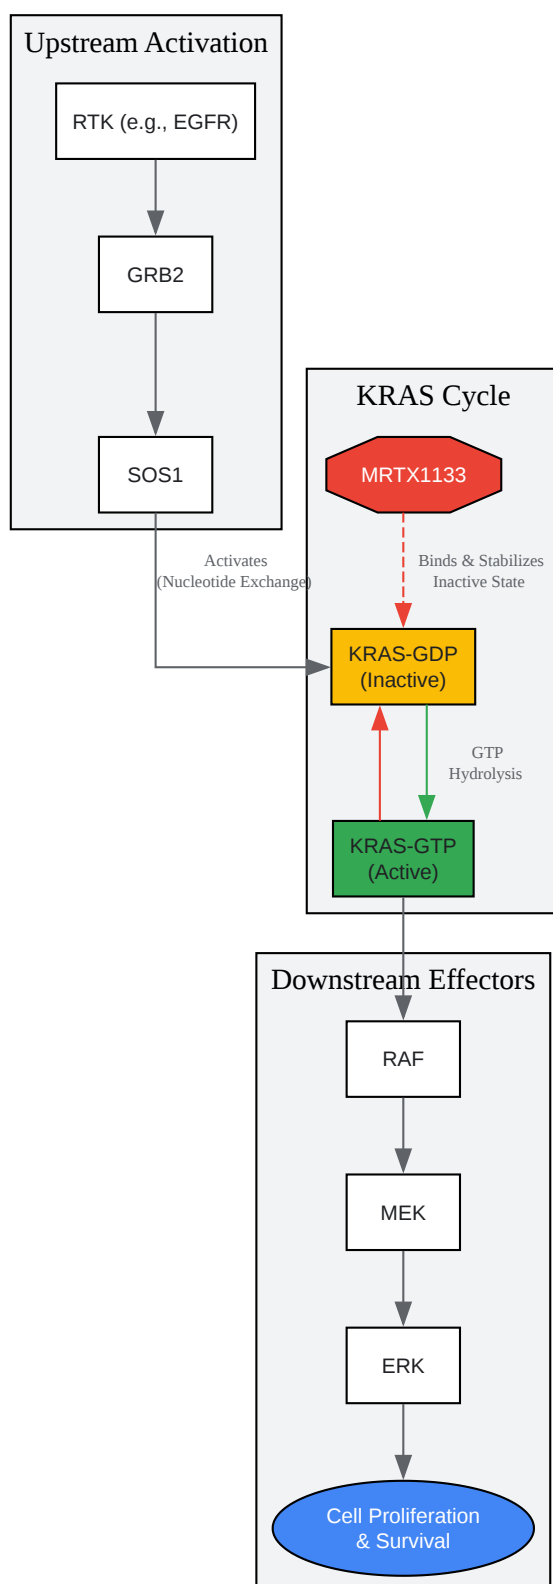 Upstream Activation
RTK (e.g., EGFR)
GRB2
SOS1
KRAS Cycle
MRTX1133
Activates
(Nucleotide Exchange)
Binds & Stabilizes
Inactive State
KRAS-GDP
(Inactive)
GTP
Hydrolysis
KRAS-GTP
(Active)
Downstream Effectors
RAF
MEK
ERK
Cell Proliferation
& Survival